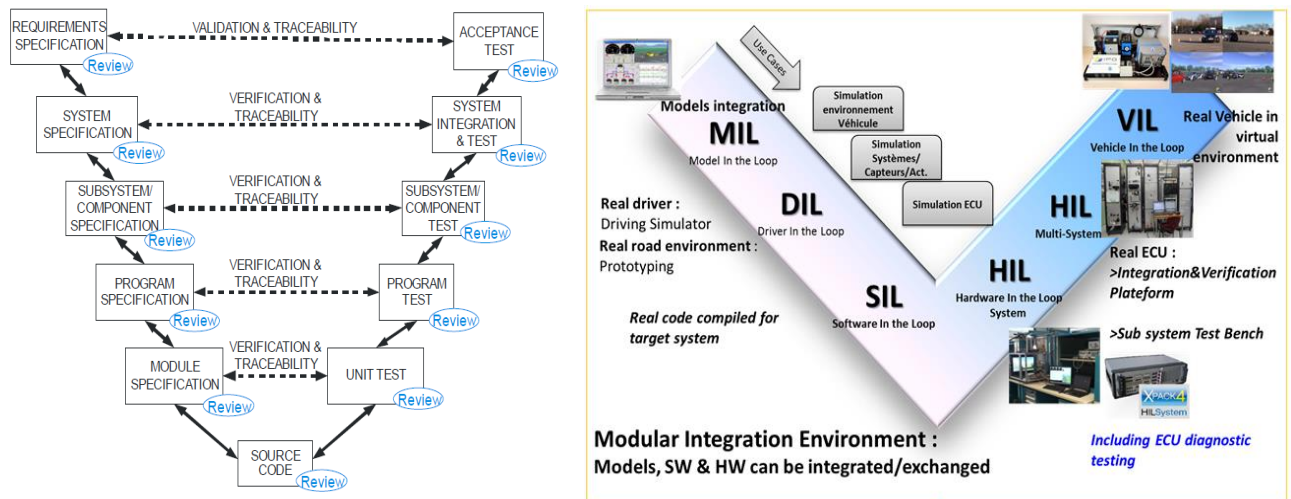 REQUIREMENTS
SPECIFICATION
Review
VALIDATION & TRACEABILITY
ACCEPTANCE
TEST
Review
SYSTEM
SPECIFICATION
Review
VERIFICATION &
TRACEABILITY
SYSTEM
INTEGRATION
& TEST
Review
SUBSYSTEM/
COMPONENT
SPECIFICATION
Review
VERIFICATION &
TRACEABILITY
SUBSYSTEM/
COMPONENT
TEST
Review
PROGRAM
SPECIFICATION
Review
VERIFICATION &
TRACEABILITY
PROGRAM
TEST
Review
MODULE
SPECIFICATION
Review
VERIFICATION &
TRACEABILITY
UNIT TEST
Review
SOURCE
CODE
Review
Use Cases
Models integration
MIL
Model In the Loop
Simulation
environnement
Véhicule
Simulation
Systèmes/
Capteurs/Act.
Simulation ECU
VIL
Vehicle In the Loop
Real Vehicle in
virtual
environment
Real driver :
Driving Simulator
Real road environment :
Prototyping
DIL
Driver In the Loop
HIL
Multi-System
Real ECU :
>Integration&Verification
Plateform
>Sub system Test Bench
HIL
Hardware In the Loop
System
SIL
Software In the Loop
Real code compiled for
target system
XPACK4
HILSystem
Including ECU diagnostic
testing
Modular Integration Environment :
Models, SW & HW can be integrated/exchanged